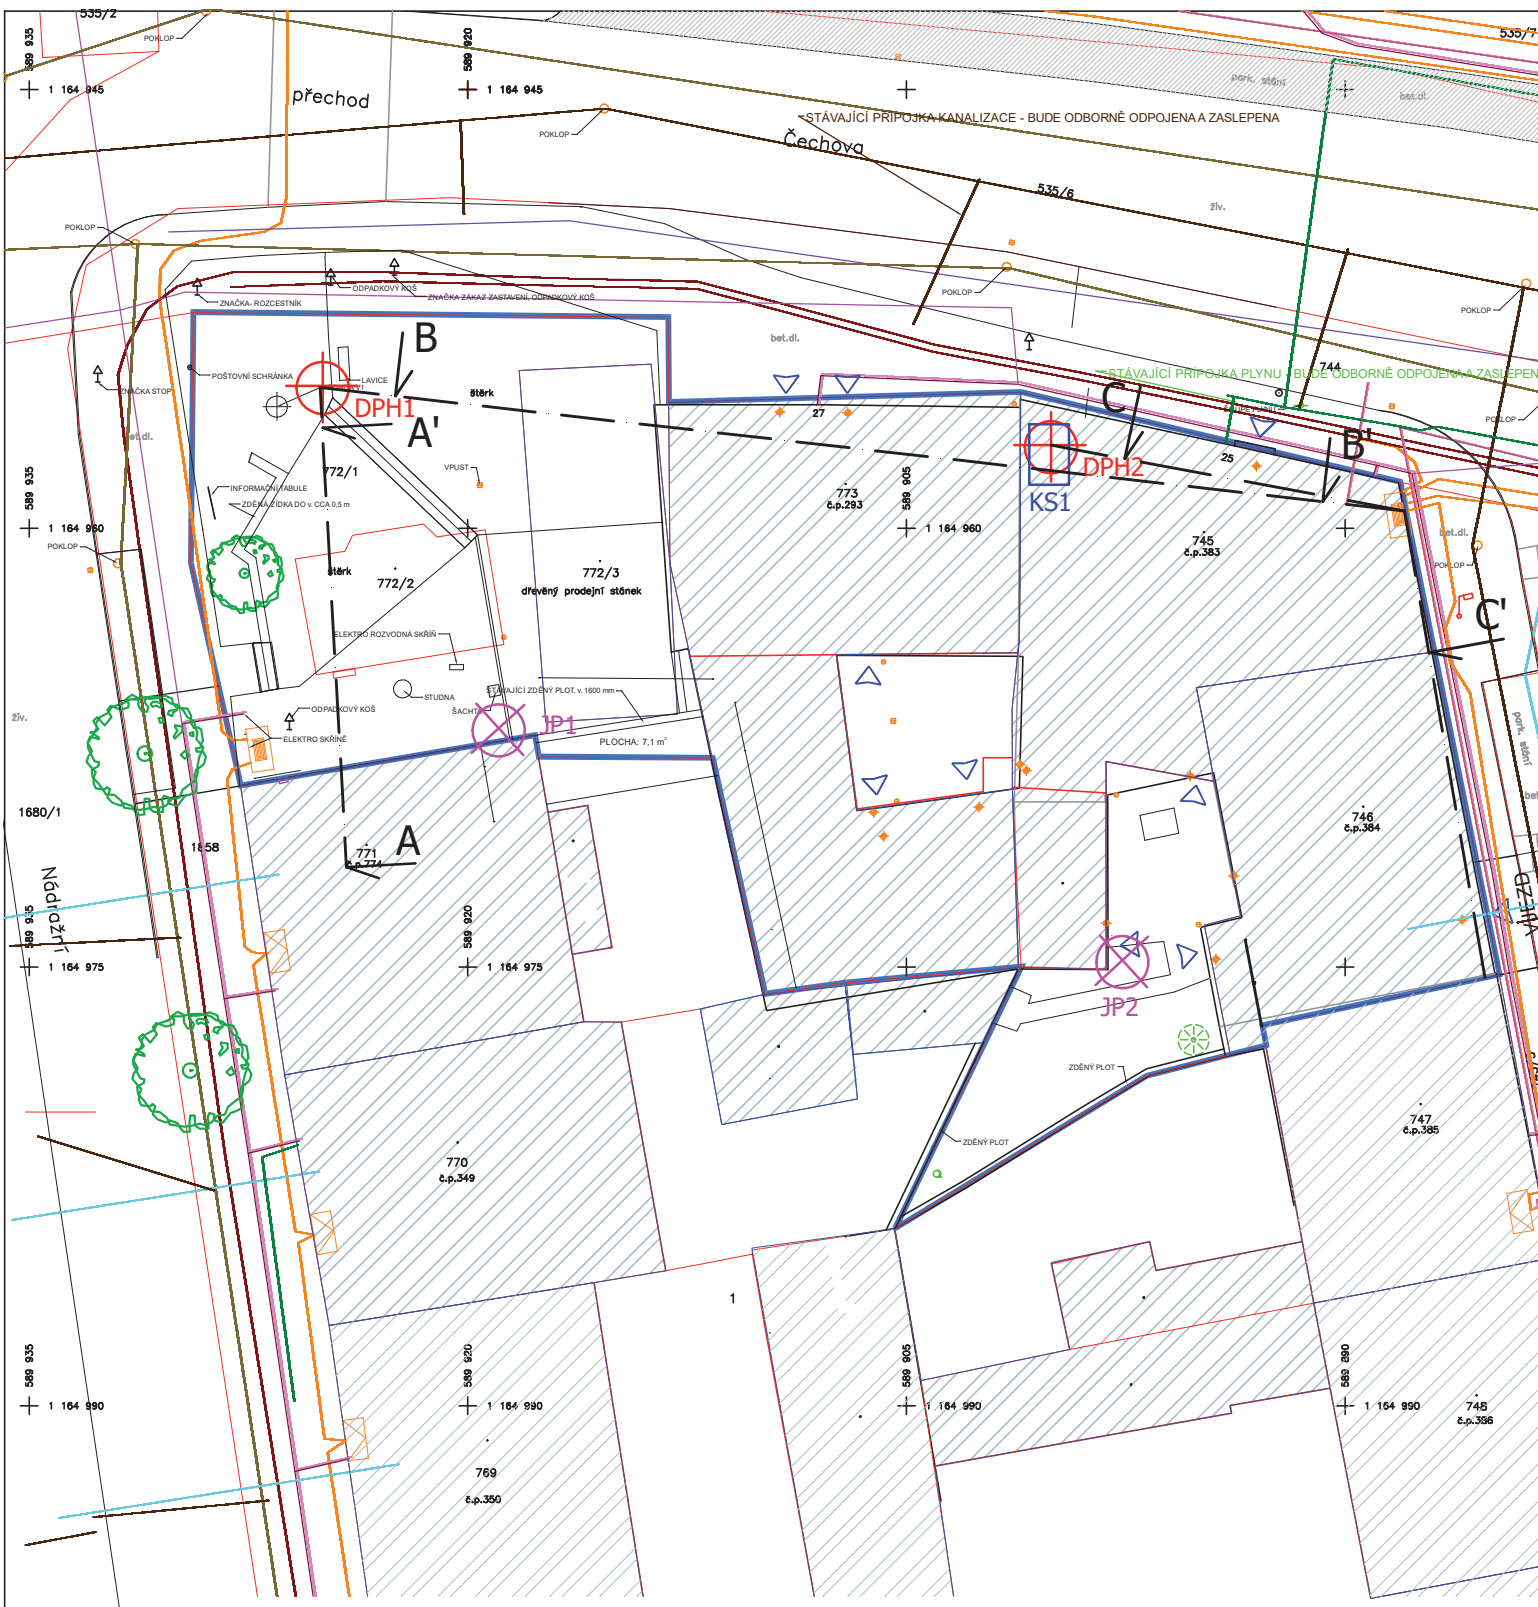 535/2
POKLOP
589 935
589 920
1 164 945
1 164 945
přechod
POKLOP
STÁVAJÍCÍ PŘÍPOJKA KANALIZACE - BUDE ODBORNĚ ODPOJENA A ZASLEPENA
Čechova
535/6
535/7
park. stání
bet.dl.
živ.
POKLOP
ZNAČKA- ROZCESTNÍK
ODPADKOVÝ KOŠ
ZNAČKA ZÁKAZ ZASTAVENÍ, ODPADKOVÝ KOŠ
POKLOP
POKLOP
bet.dl.
B
744
STÁVAJÍCÍ PŘÍPOJKA PLYNU - BUDE ODBORNĚ ODPOJENA A ZASLEPEN
ZNAČKA STOP
POŠTOVNÍ SCHRÁNKA
LAVICE
štěrk
DPH1
A'
27
C
POKLOP
bet.dl.
B'
25
DPH2
KS1
772/1
VPUST
INFORMAČNÍ TABULE
ZDĚNÁ ZÍDKA DO v. CCA 0,5 m
589 935
1 164 960
773
č.p.293
589 905
1 164 960
745
č.p.383
bet.dl.
POKLOP
POKLOP
štěrk
772/2
772/3
dřevěný prodejní stánek
C'
ELEKTRO ROZVODNÁ SKŘÍŇ
STUDNA
STÁVAJÍCÍ ZDĚNÝ PLOT, v. 1600 mm
ŠACHTA
ODPADKOVÝ KOŠ
ELEKTRO SKŘÍNĚ
JP1
PLOCHA: 7,1 m²
živ.
park. stání
bet
1680/1
1858
771
č.p.774
A
746
č.p.384
Nádražní
589 935
1 164 975
589 920
1 164 975
JP2
ZDĚNÝ PLOT
ZDĚNÝ PLOT
747
č.p.385
770
č.p.349
1
589 935
1 164 990
589 920
1 164 990
589 905
1 164 990
589 890
1 164 990
748
769
č.p.350